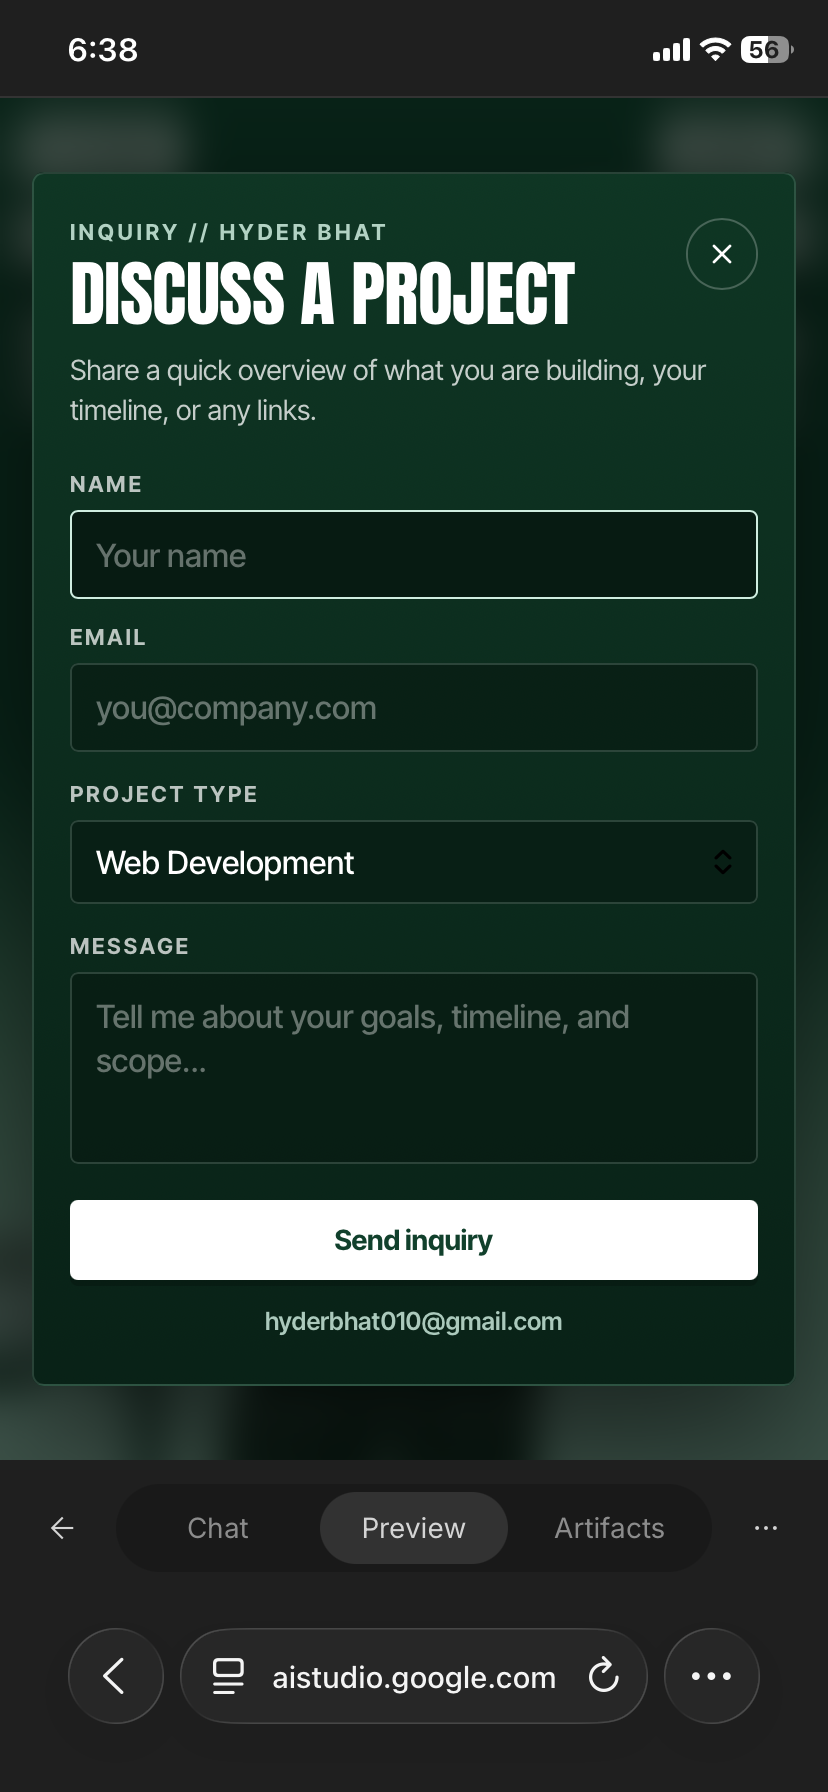 6:38
56
INQUIRY // HYDER BHAT
DISCUSS A PROJECT
Share a quick overview of what you are building, your
timeline, or any links.
NAME
Your name
EMAIL
you@company.com
PROJECT TYPE
Web Development
MESSAGE
Tell me about your goals, timeline, and
scope...
Send inquiry
hyderbhat010@gmail.com
Chat
Preview
Artifacts
aistudio.google.com